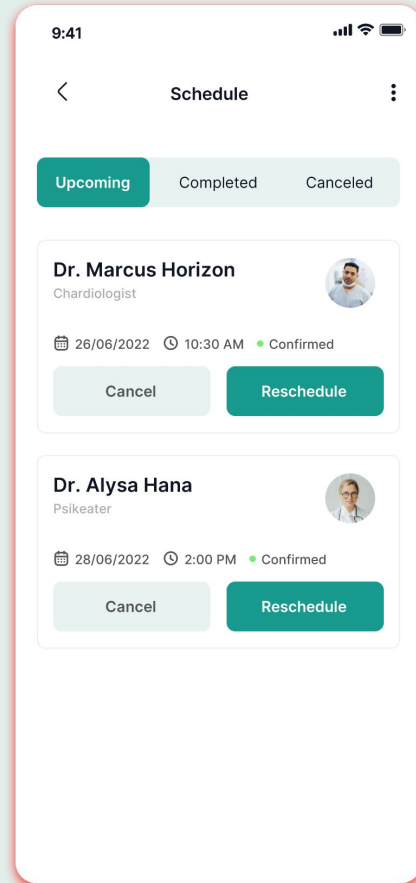 9:41
Schedule
Upcoming Completed Canceled
Dr. Marcus Horizon
Chardiologist
26/06/2022 10:30 AM Confirmed
Cancel Reschedule
Dr. Alysa Hana
Psikeater
28/06/2022 2:00 PM Confirmed
Cancel Reschedule